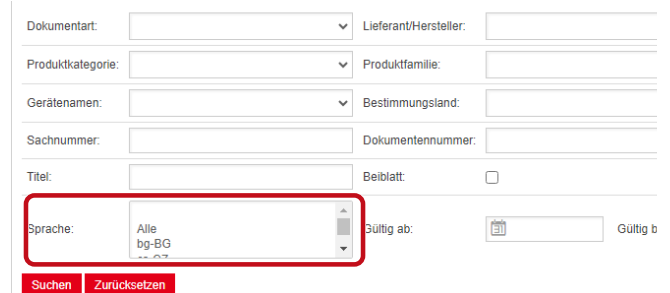 Dokumentart: Lieferant/Hersteller:
Produktkategorie: Produktfamilie:
Gerätenamen: Bestimmungsland:
Sachnummer: Dokumentennummer:
Titel: Beiblatt:
Sprache: Alle Gültig ab: Gültig b
bg-BG
Suchen Zurücksetzen